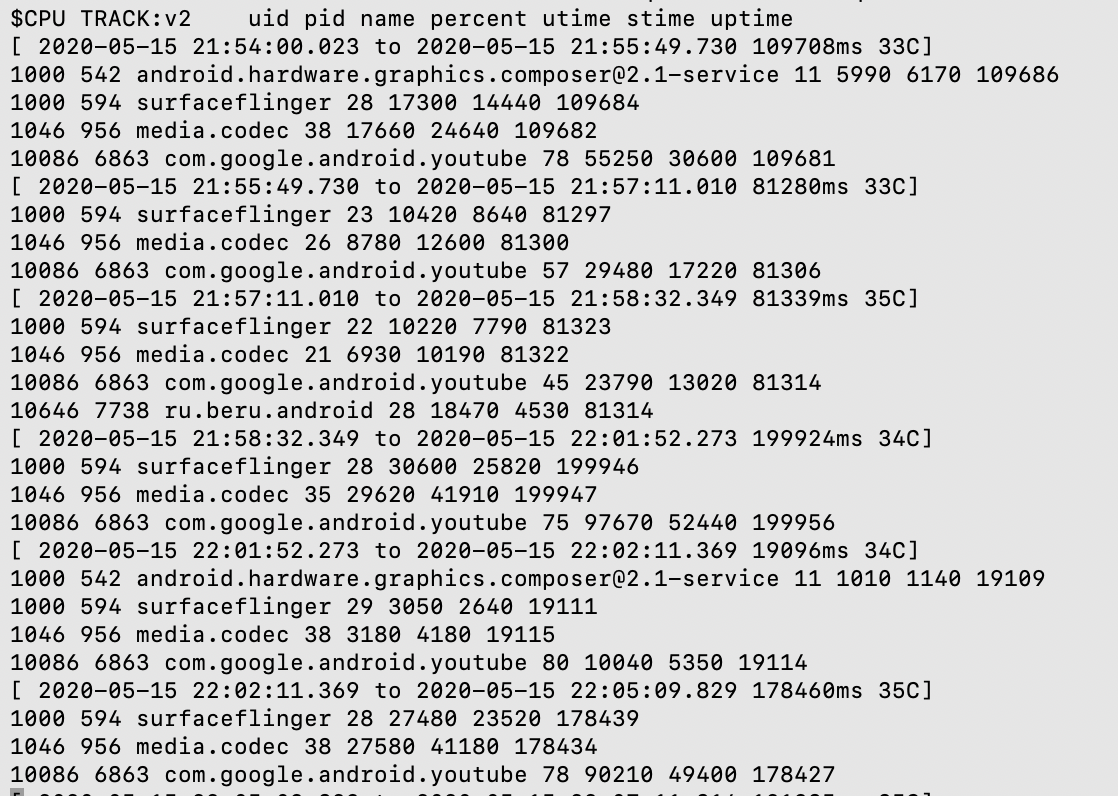 $CPU TRACK:v2    uid pid name percent utime stime uptime
[ 2020-05-15 21:54:00.023 to 2020-05-15 21:55:49.730 109708ms 33C]
1000 542 android.hardware.graphics.composer@2.1-service 11 5990 6170 109686
1000 594 surfaceflinger 28 17300 14440 109684
1046 956 media.codec 38 17660 24640 109682
10086 6863 com.google.android.youtube 78 55250 30600 109681
[ 2020-05-15 21:55:49.730 to 2020-05-15 21:57:11.010 81280ms 33C]
1000 594 surfaceflinger 23 10420 8640 81297
1046 956 media.codec 26 8780 12600 81300
10086 6863 com.google.android.youtube 57 29480 17220 81306
[ 2020-05-15 21:57:11.010 to 2020-05-15 21:58:32.349 81339ms 35C]
1000 594 surfaceflinger 22 10220 7790 81323
1046 956 media.codec 21 6930 10190 81322
10086 6863 com.google.android.youtube 45 23790 13020 81314
10646 7738 ru.beru.android 28 18470 4530 81314
[ 2020-05-15 21:58:32.349 to 2020-05-15 22:01:52.273 199924ms 34C]
1000 594 surfaceflinger 28 30600 25820 199946
1046 956 media.codec 35 29620 41910 199947
10086 6863 com.google.android.youtube 75 97670 52440 199956
[ 2020-05-15 22:01:52.273 to 2020-05-15 22:02:11.369 19096ms 34C]
1000 542 android.hardware.graphics.composer@2.1-service 11 1010 1140 19109
1000 594 surfaceflinger 29 3050 2640 19111
1046 956 media.codec 38 3180 4180 19115
10086 6863 com.google.android.youtube 80 10040 5350 19114
[ 2020-05-15 22:02:11.369 to 2020-05-15 22:05:09.829 178460ms 35C]
1000 594 surfaceflinger 28 27480 23520 178439
1046 956 media.codec 38 27580 41180 178434
10086 6863 com.google.android.youtube 78 90210 49400 178427